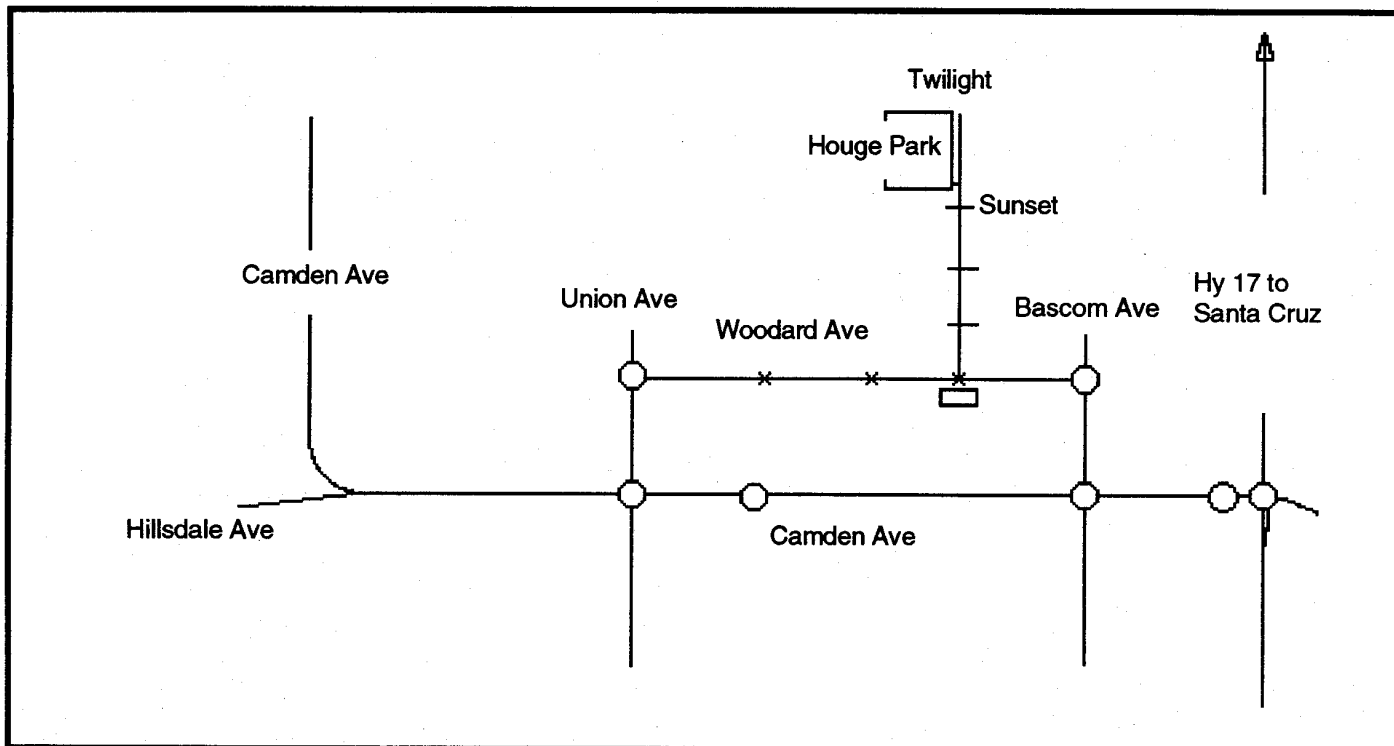 Twilight
Houge Park
Sunset
Camden Ave
Union Ave
Woodard Ave
Bascom Ave
Hy 17 to
Santa Cruz
Hillsdale Ave
Camden Ave